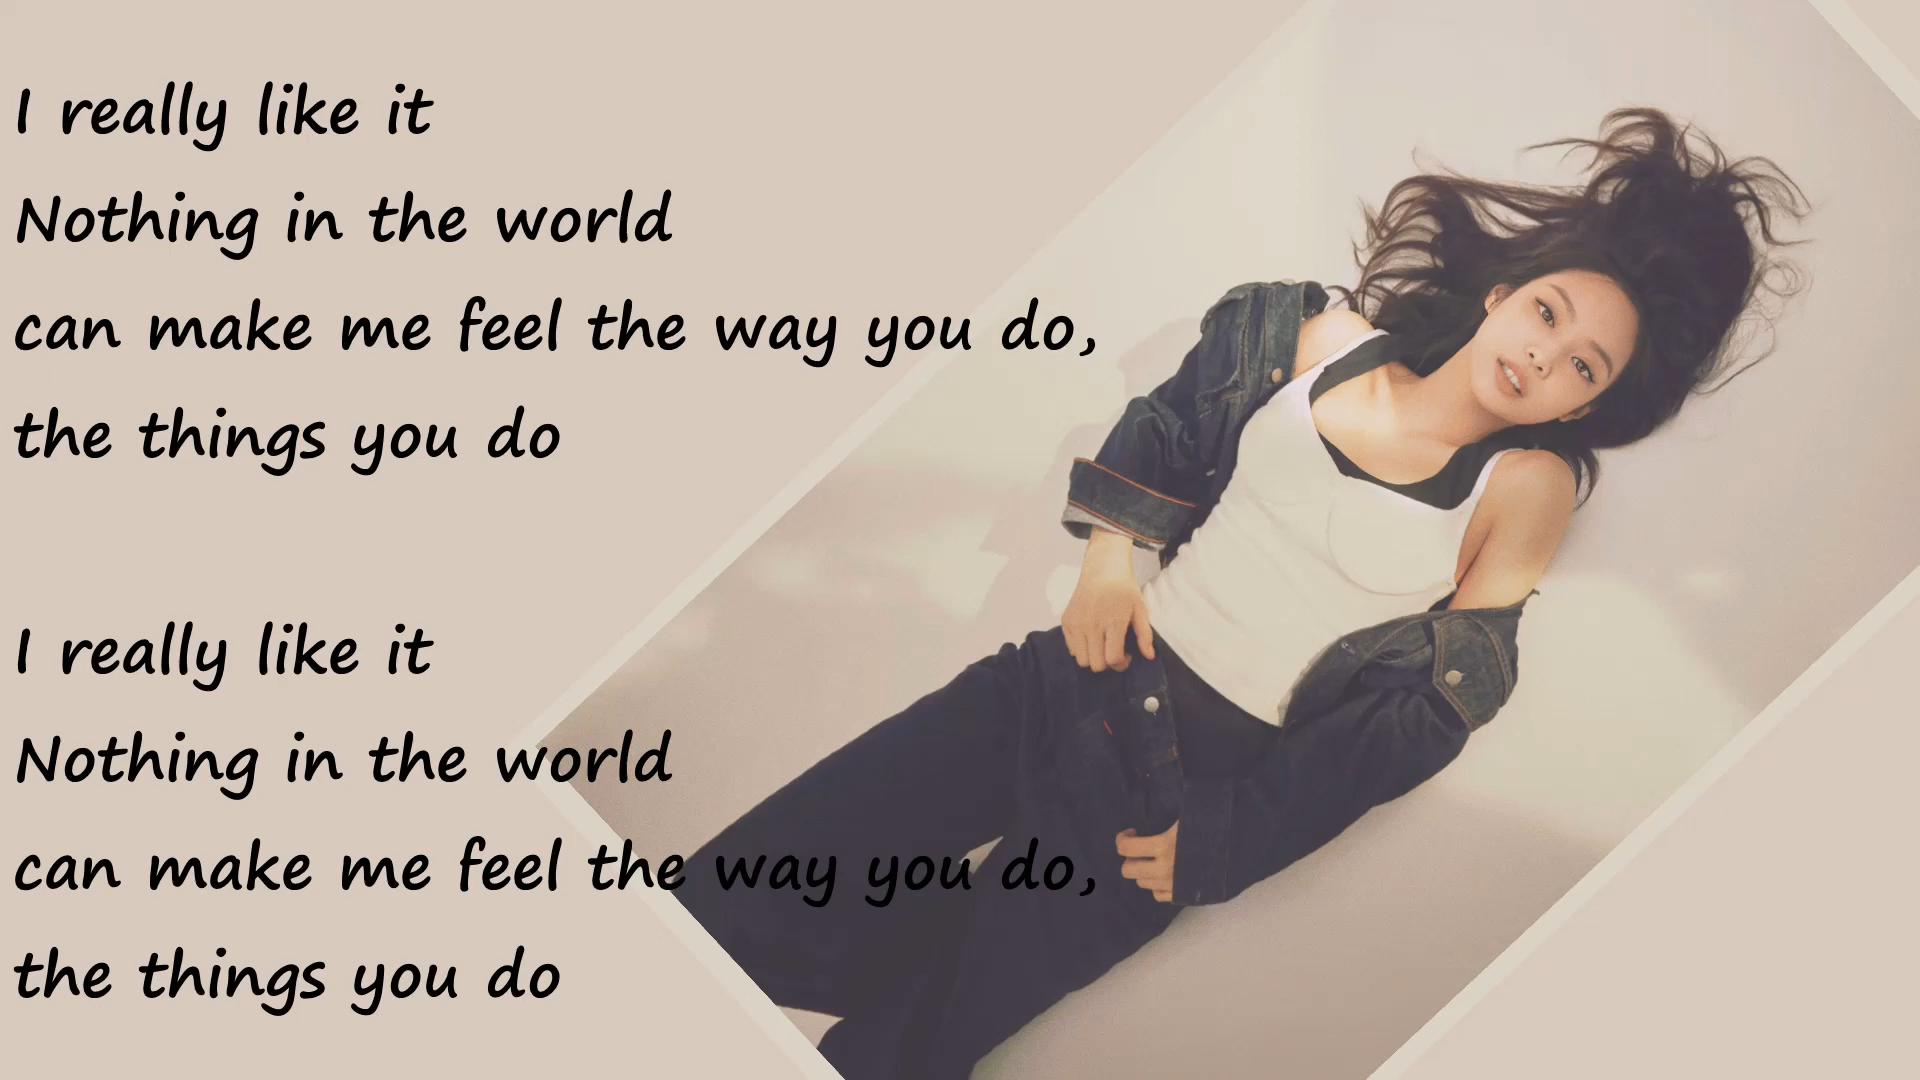 I really like it
Nothing in the world
can make me feel the way you do,
the things you do
I really like it
Nothing in the world
can make me feel the way you do,
the things you do